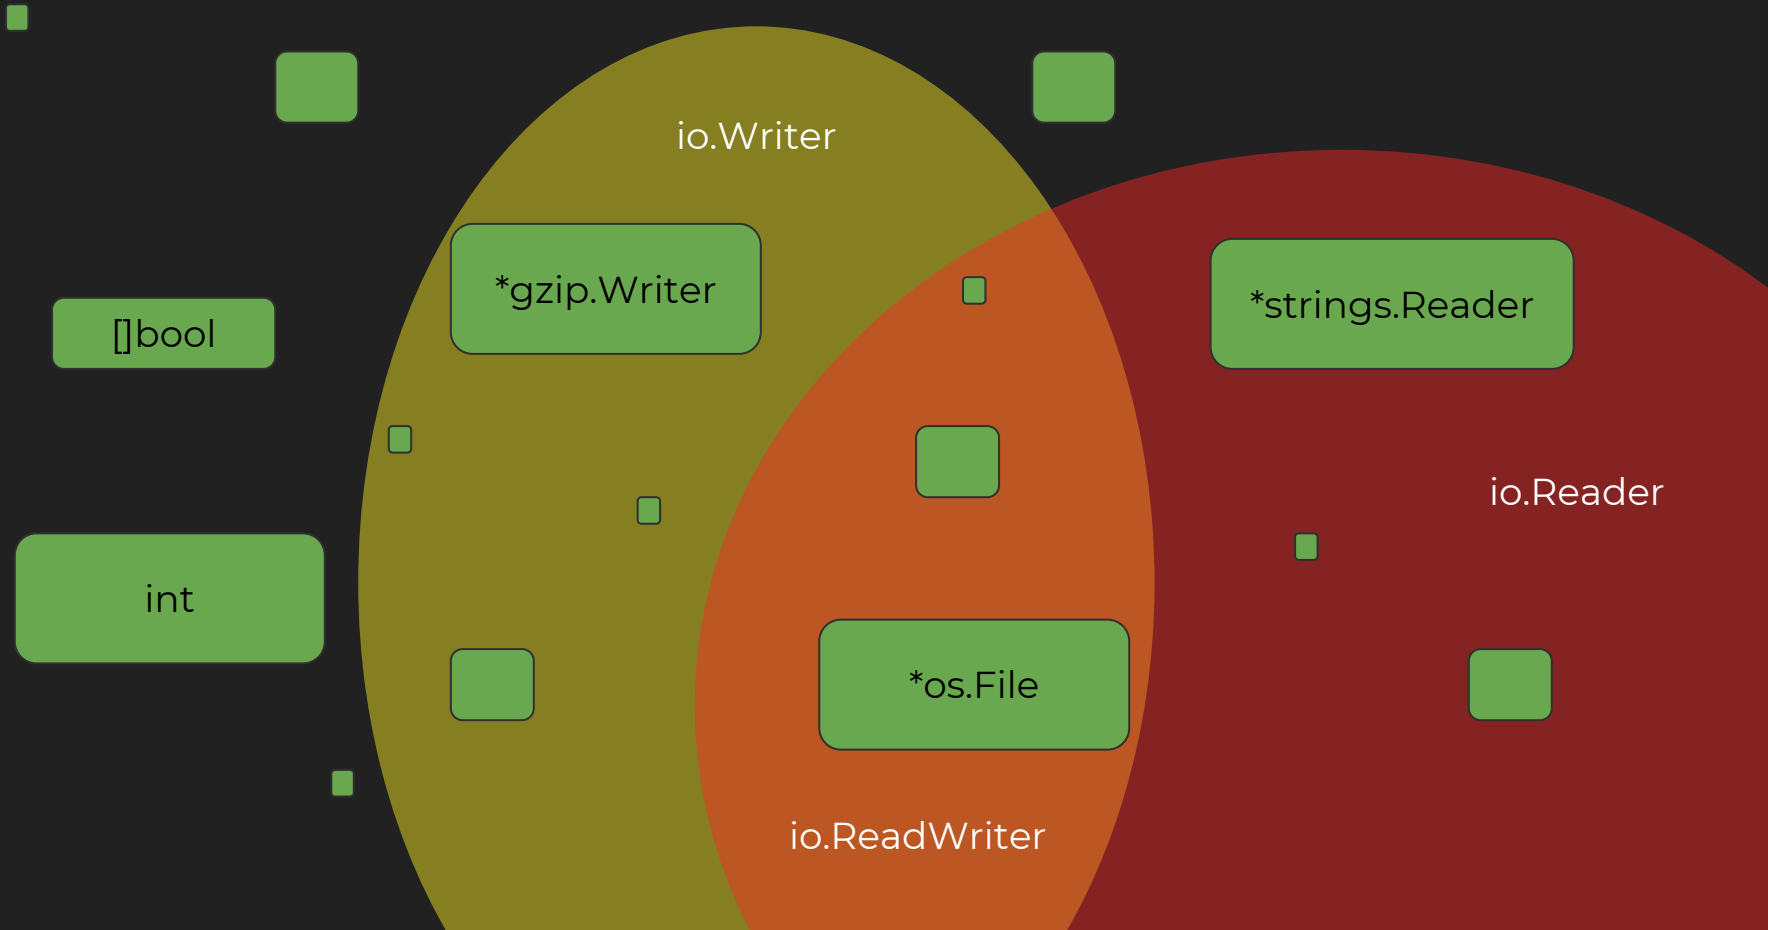 io.Writer
*gzip.Writer
*strings.Reader
[]bool
io.Reader
int
*os.File
io.ReadWriter